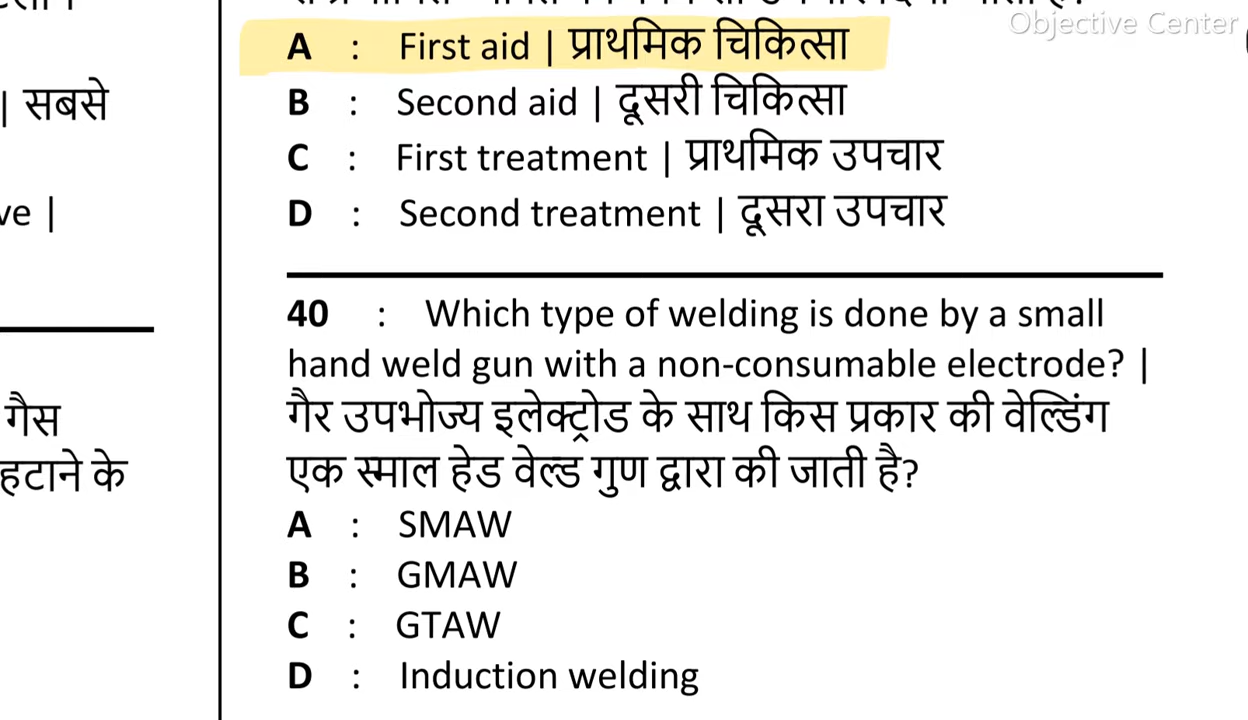 Objective Center
| सबसे
ve |
गैस
हटाने के
A : First aid | प्राथमिक चिकित्सा
B : Second aid | दूसरी चिकित्सा
C : First treatment | प्राथमिक उपचार
D : Second treatment | दूसरा उपचार
40 : Which type of welding is done by a small
hand weld gun with a non-consumable electrode? |
गैर उपभोज्य इलेक्ट्रोड के साथ किस प्रकार की वेल्डिंग
एक स्माल हेड वेल्ड गुण द्वारा की जाती है?
A : SMAW
B : GMAW
C : GTAW
D : Induction welding